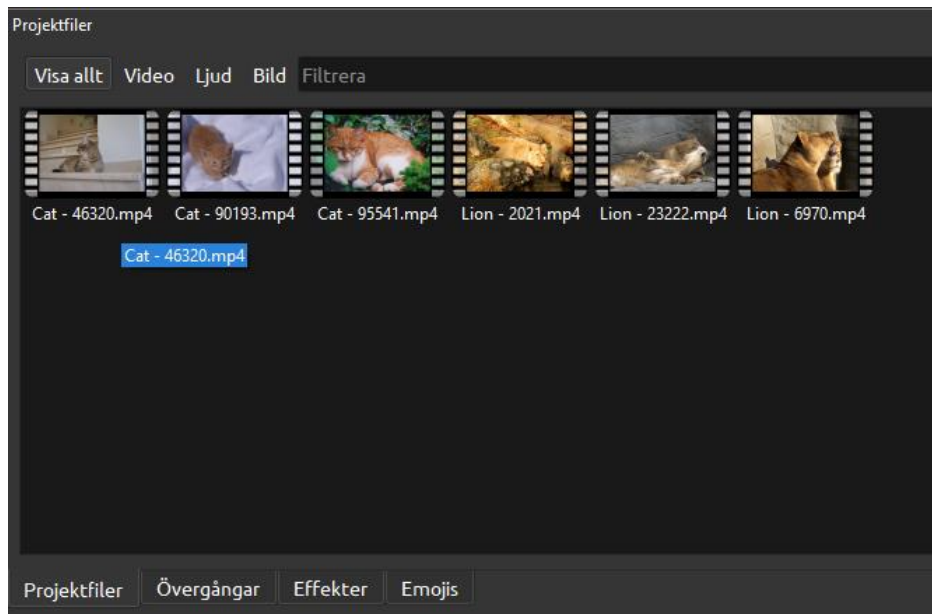 Projektfiler
Visa allt Video Ljud Bild Filtrera
Cat - 46320.mp4 Cat - 90193.mp4 Cat - 95541.mp4 Lion - 2021.mp4 Lion - 23222.mp4 Lion - 6970.mp4
Cat - 46320.mp4
Projektfiler Övergångar Effekter Emojis